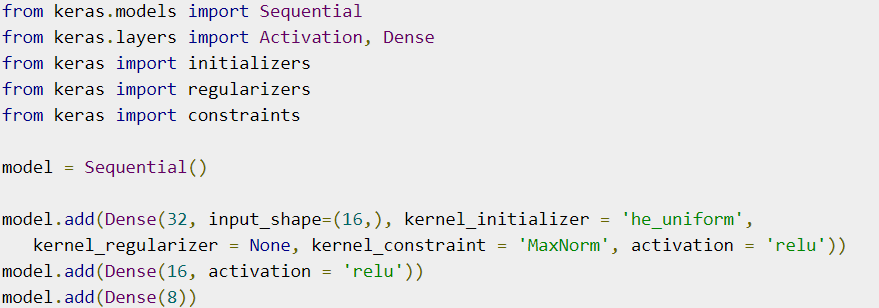 from keras.models import Sequential
from keras.layers import Activation, Dense
from keras import initializers
from keras import regularizers
from keras import constraints
model = Sequential()
model.add(Dense(32, input_shape=(16,), kernel_initializer = 'he_uniform',
kernel_regularizer = None, kernel_constraint = 'MaxNorm', activation = 'relu'))
model.add(Dense(16, activation = 'relu'))
model.add(Dense(8))